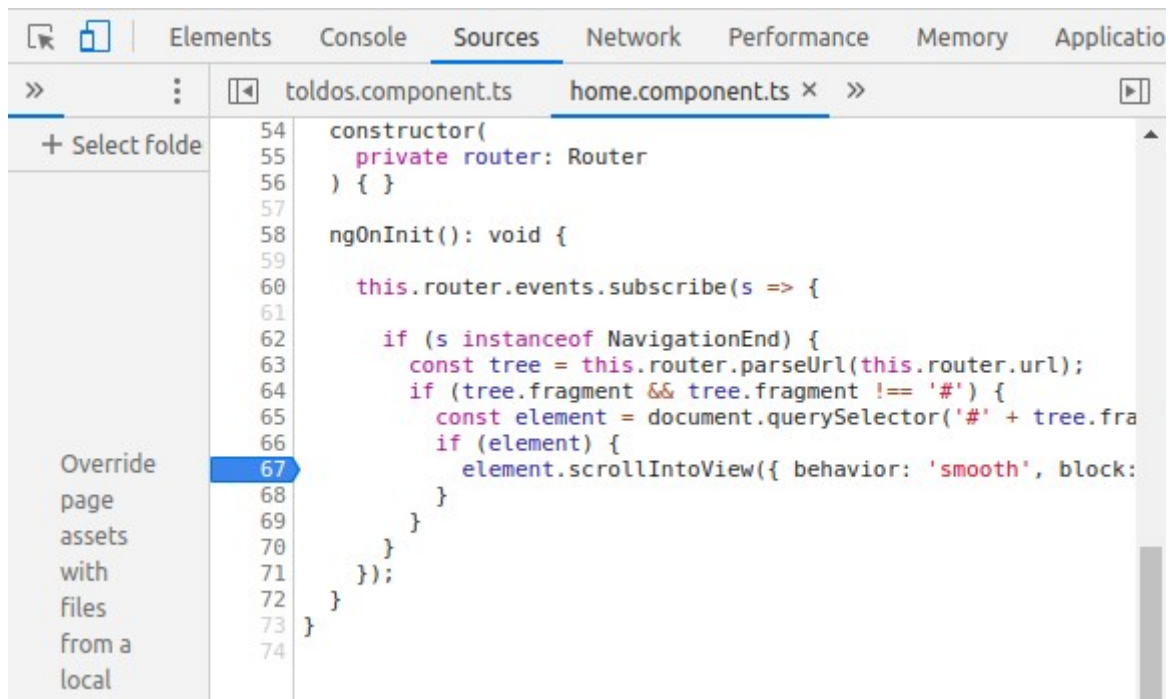 Elements Console Sources Network Performance Memory Applicatio
» ⋮ toldos.component.ts home.component.ts × »
+ Select folde
Override
page
assets
with
files
from a
local
54 constructor(
55 private router: Router
56 ) { }
57
58 ngOnInit(): void {
59
60 this.router.events.subscribe(s => {
61
62 if (s instanceof NavigationEnd) {
63 const tree = this.router.parseUrl(this.router.url);
64 if (tree.fragment && tree.fragment !== '#') {
65 const element = document.querySelector('#' + tree.fra
66 if (element) {
67 element.scrollIntoView({ behavior: 'smooth', block:
68 }
69 }
70 }
71 });
72 }
73 }
74